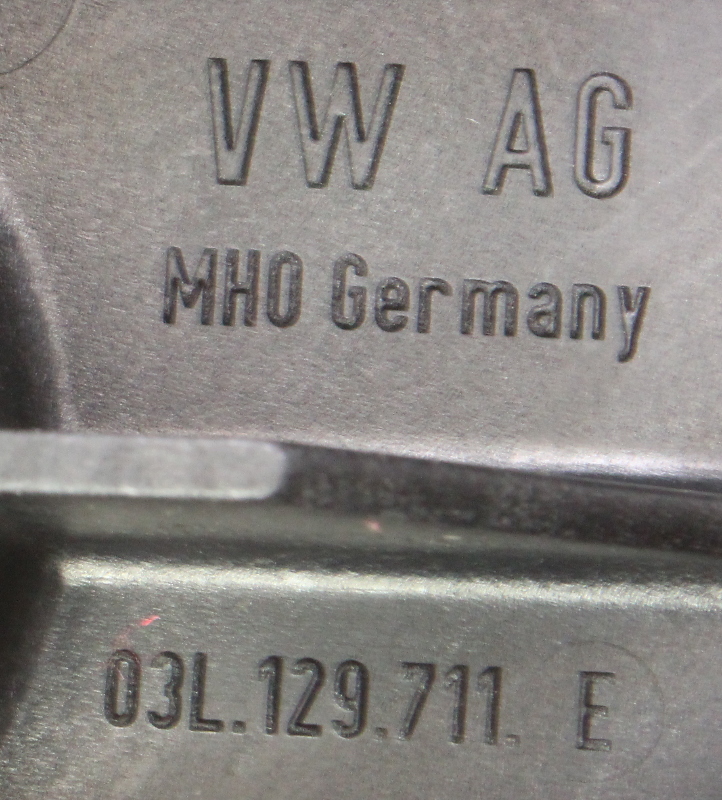 VW AG
MHO Germany
03L.129.711. E